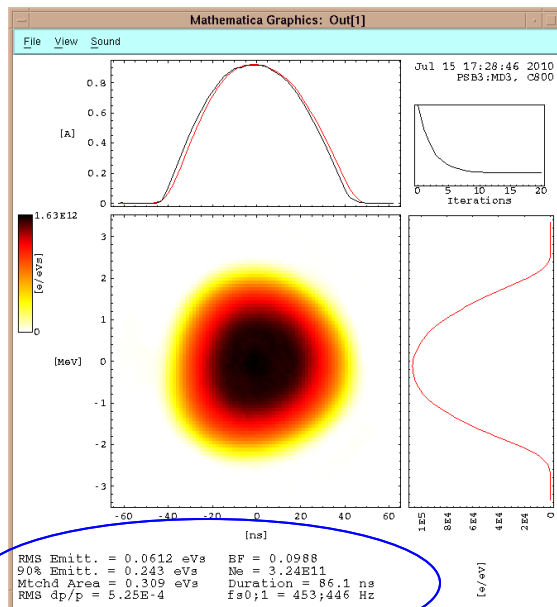 Mathematica Graphics: Out[1]
File View Sound
Jul 15 17:28:46 2010
PSB3:MD3, C800
[A]
0.8
0.6
0.4
0.2
0
0 5 10 15 20
Iterations
1.63E12
[e/eVs]
0
[MeV]
3
2
1
0
-1
-2
-3
-60 -40 -20 0 20 40 60
[ns]
1E5 8E4 6E4 4E4 2E4 0
[e/eV]
RMS Emitt. = 0.0612 eVs BF = 0.0988
90% Emitt. = 0.243 eVs Ne = 3.24E11
Mtchd Area = 0.309 eVs Duration = 86.1 ns
RMS dp/p = 5.25E-4 fs0;1 = 453;446 Hz